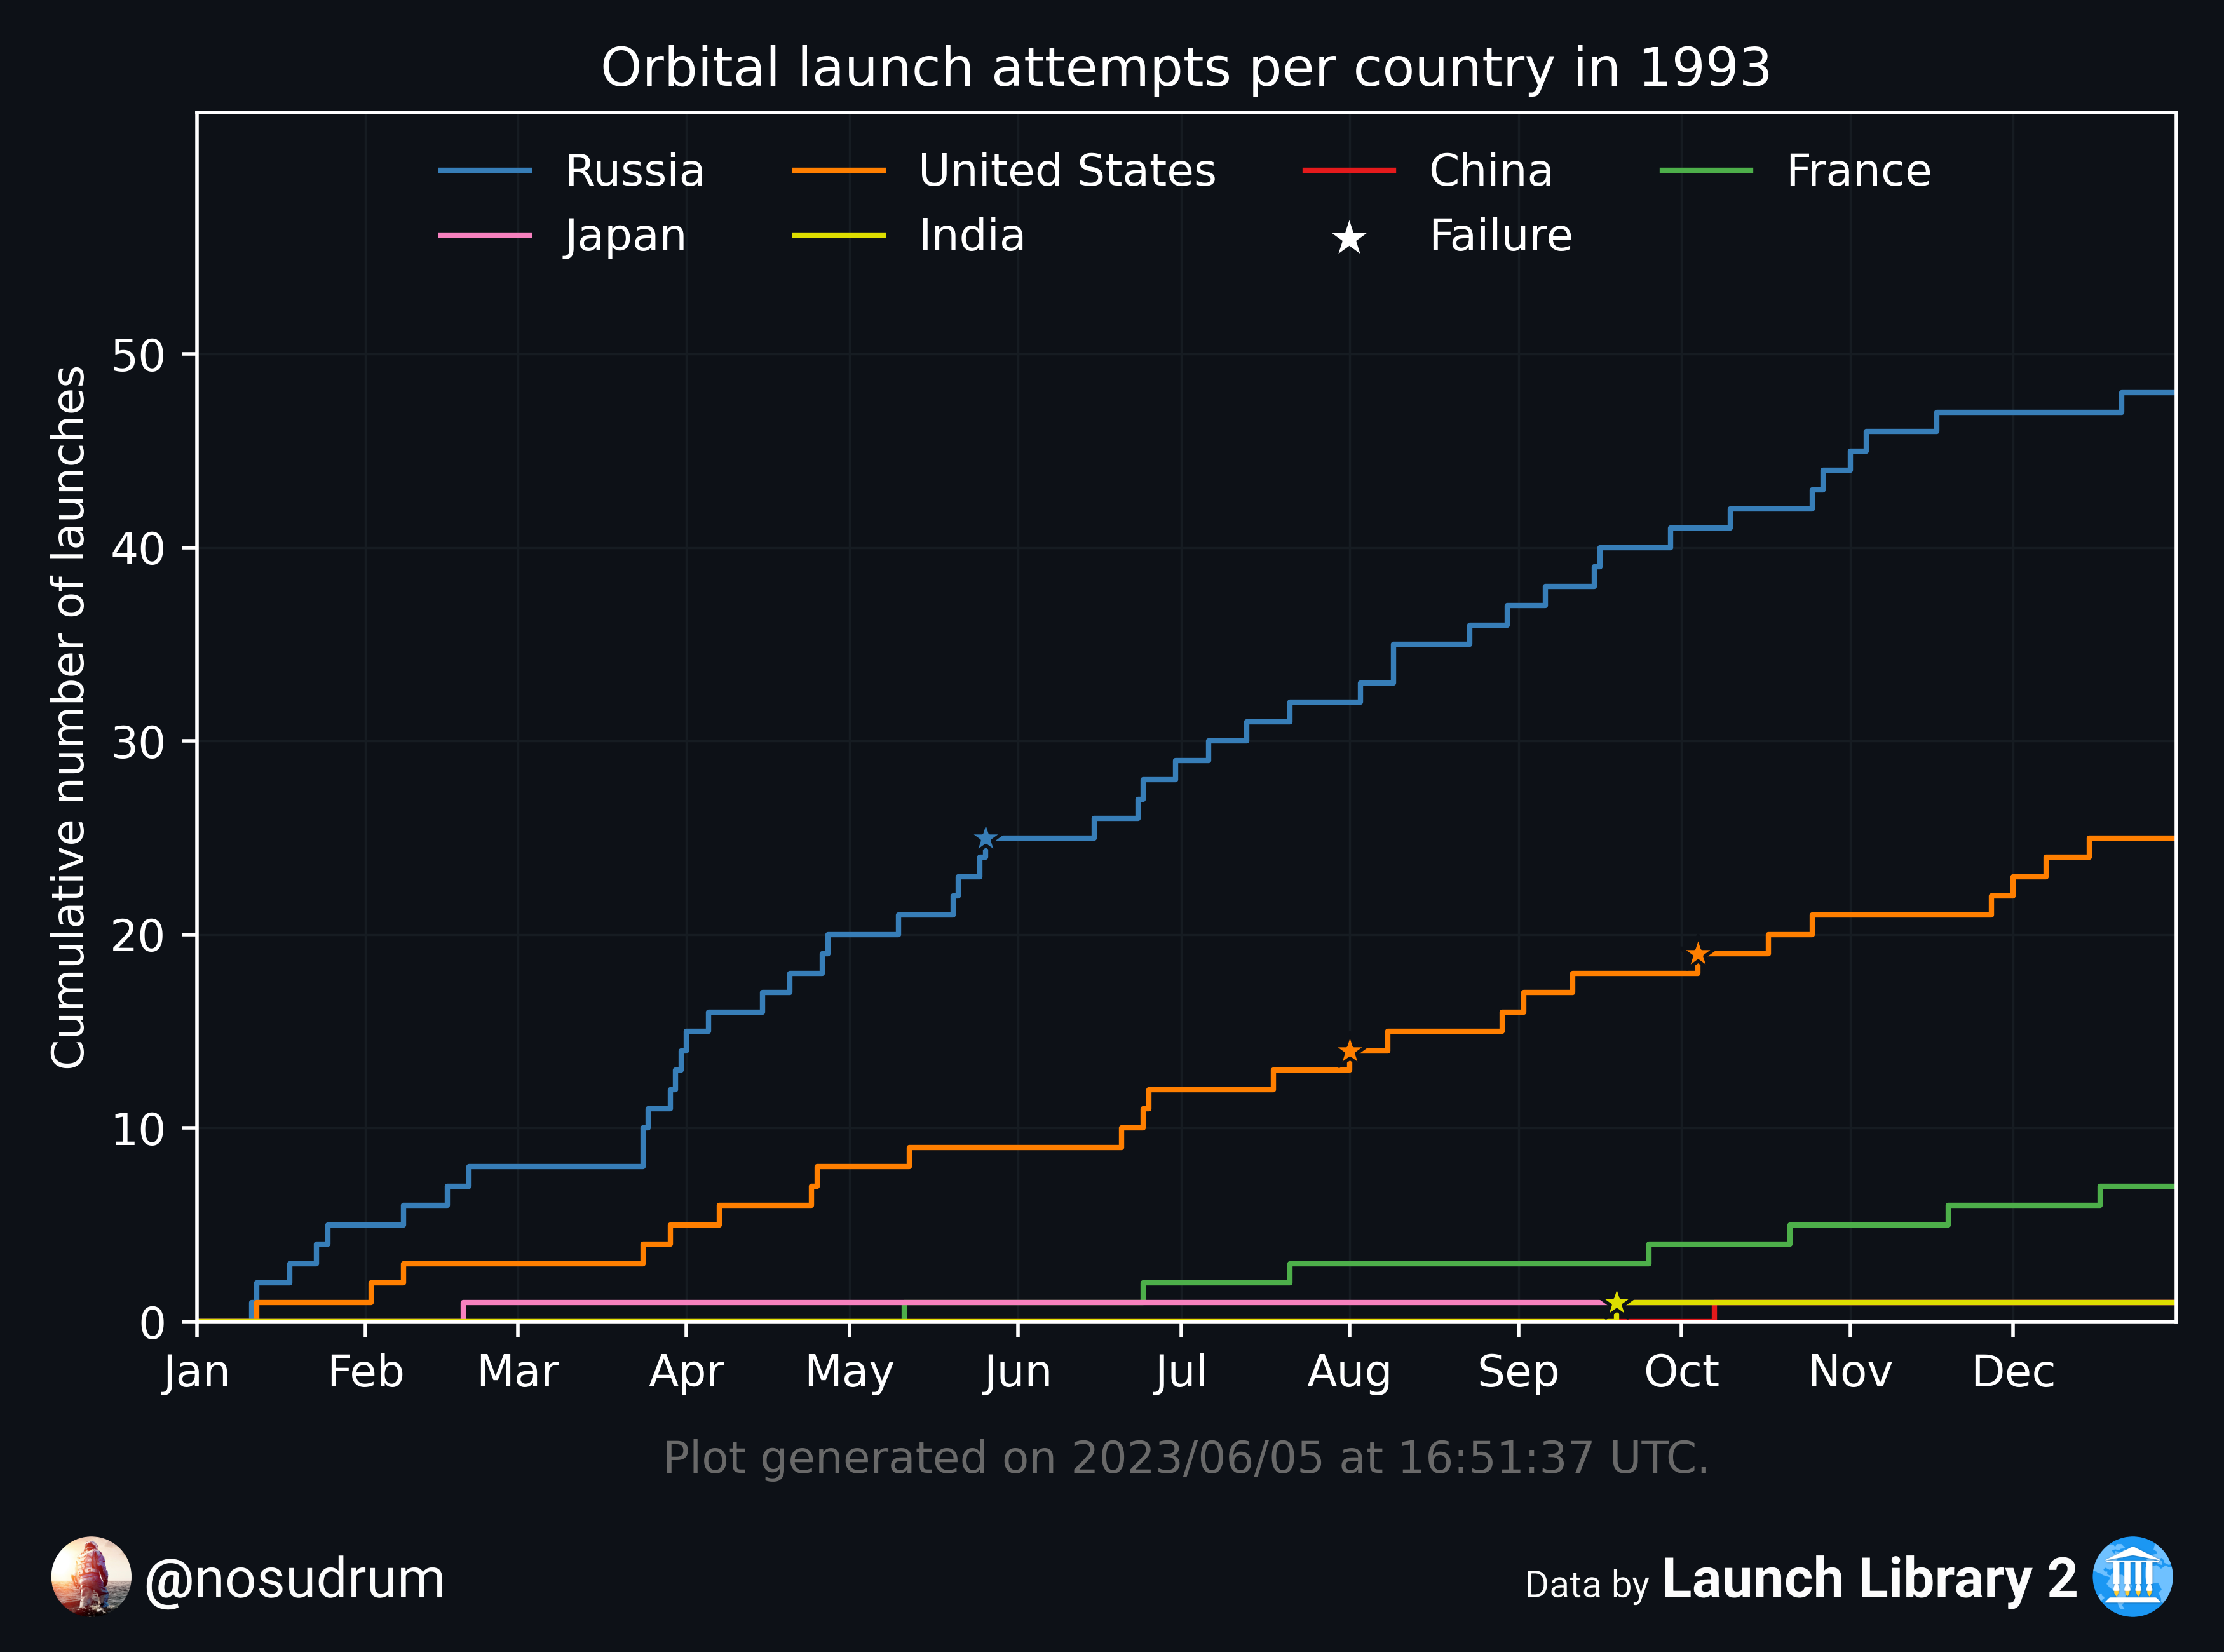 Orbital launch attempts per country in 1993
Russia United States China France
Japan India Failure
Cumulative number of launches
50
40
30
20
10
0
Jan Feb Mar Apr May Jun Jul Aug Sep Oct Nov Dec
Plot generated on 2023/06/05 at 16:51:37 UTC.
@nosudrum
Data by Launch Library 2